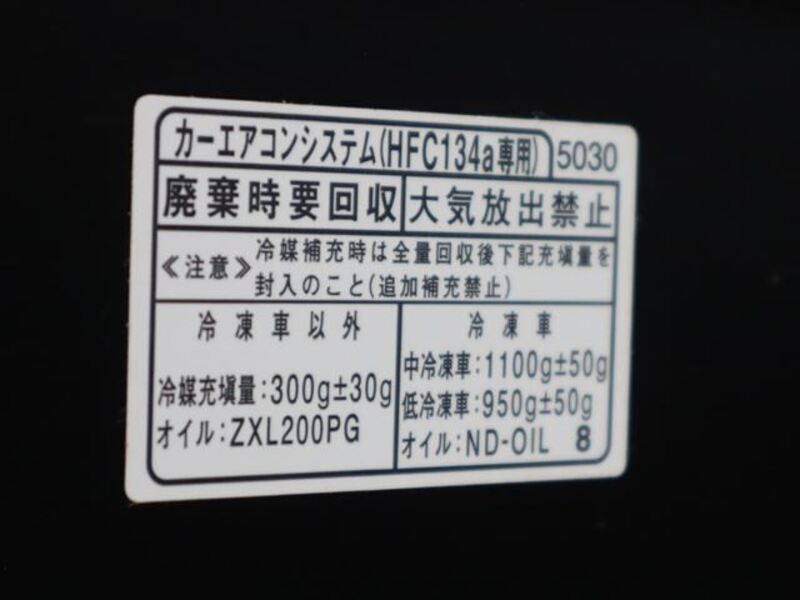 カーエアコンシステム(HFC134a専用) 5030
廃棄時要回収 大気放出禁止
≪注意≫ 冷媒補充時は全量回収後下記充填量を
封入のこと(追加補充禁止)
冷凍車以外
冷媒充填量:300g±30g
オイル:ZXL200PG
冷凍車
中冷凍車:1100g±50g
低冷凍車:950g±50g
オイル:ND-OIL 8